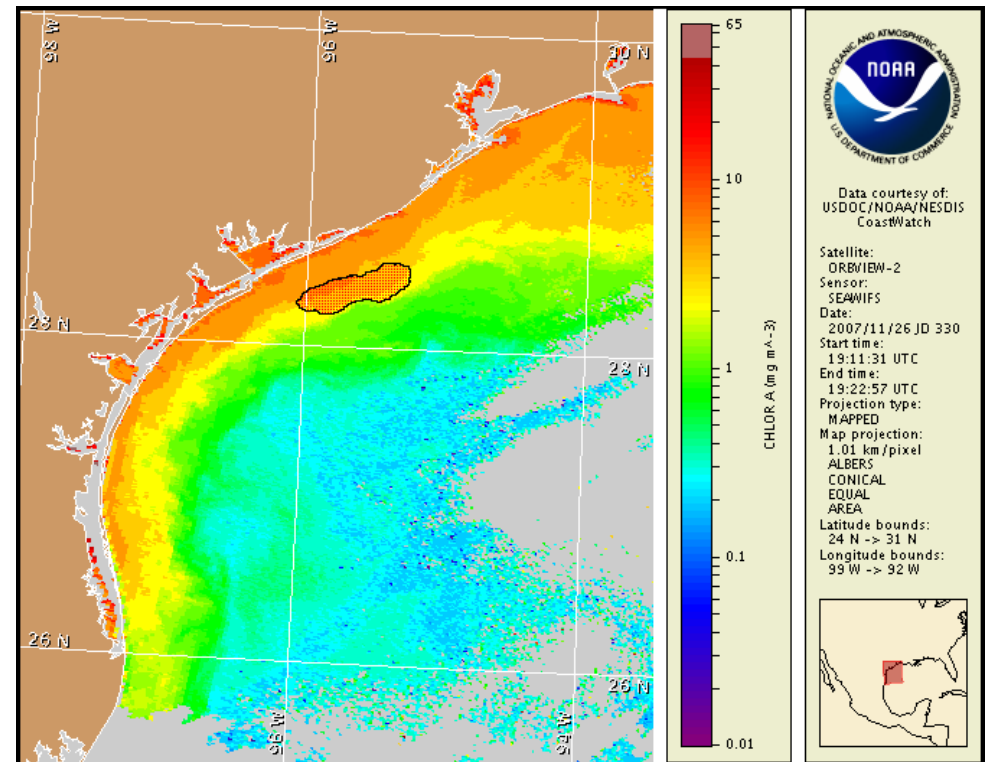 98 W
96 W
30 N
28 N
28 N
26 N
26 N
96 W
94 W
65
10
1
0.1
0.01
CHLOR A (mg m^-3)
NATIONAL OCEANIC AND ATMOSPHERIC ADMINISTRATION
NOAA
U.S. DEPARTMENT OF COMMERCE
Data courtesy of:
USDOC/NOAA/NESDIS
CoastWatch
Satellite:
ORBVIEW-2
Sensor:
SEAWIFS
Date:
2007/11/26 JD 330
Start time:
19:11:31 UTC
End time:
19:22:57 UTC
Projection type:
MAPPED
Map projection:
1.01 km/pixel
ALBERS
CONICAL
EQUAL
AREA
Latitude bounds:
24 N -> 31 N
Longitude bounds:
99 W -> 92 W